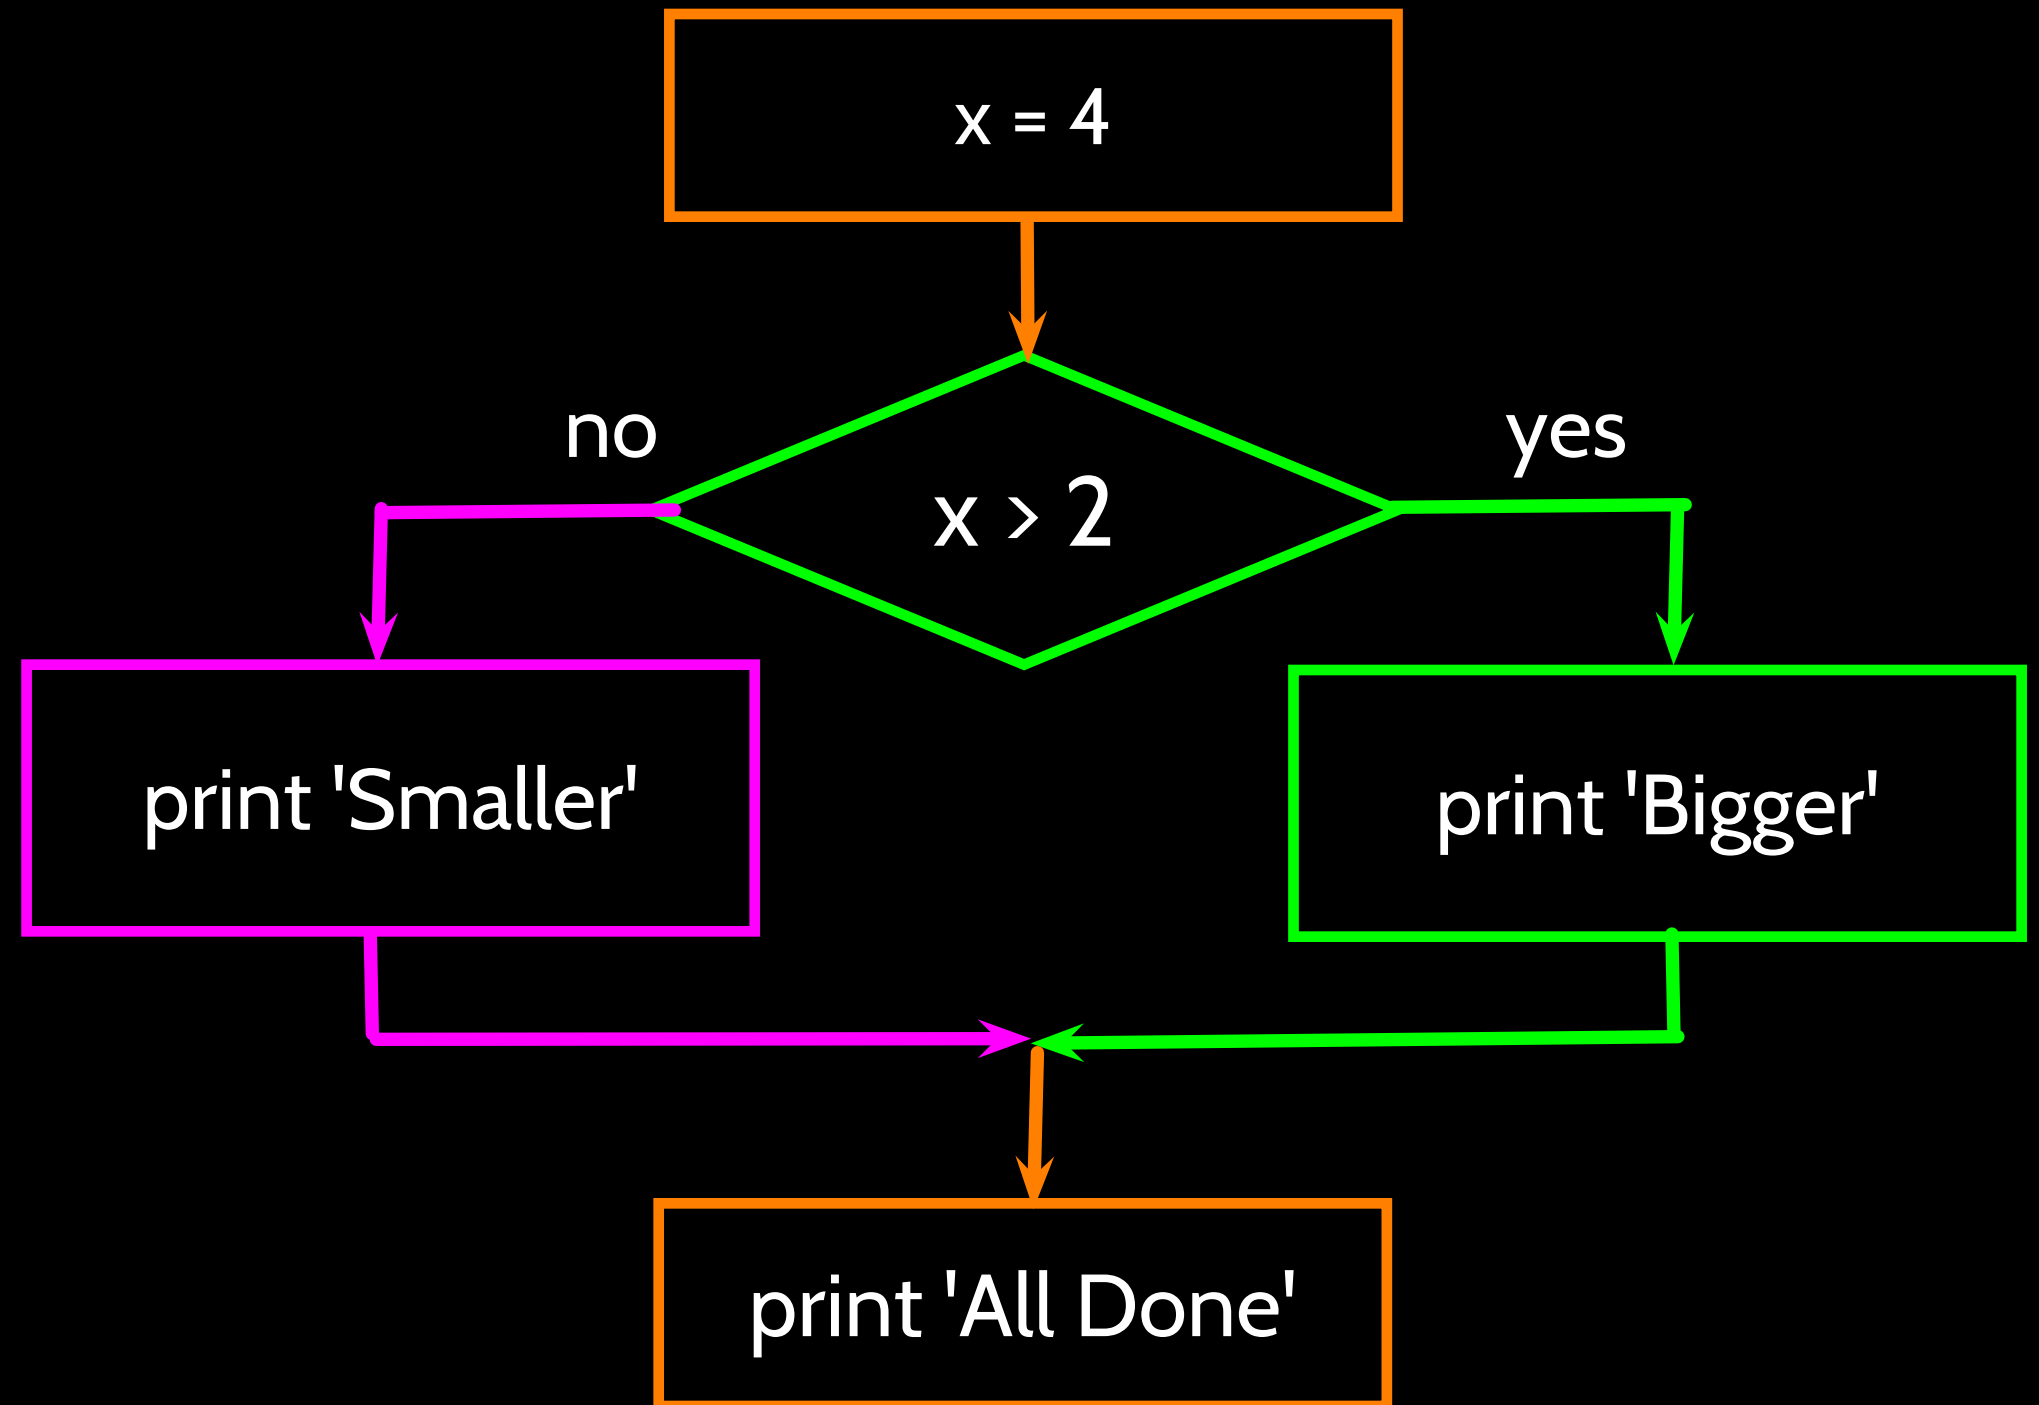 x = 4
no
yes
x > 2
print 'Smaller'
print 'Bigger'
print 'All Done'